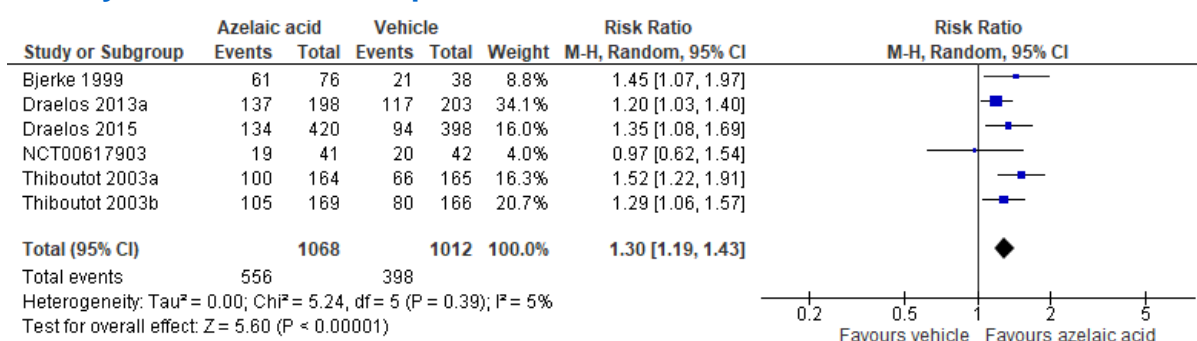 Azelaic acid Vehicle Risk Ratio Risk Ratio
Study or Subgroup Events Total Events Total Weight M-H, Random, 95% CI M-H, Random, 95% CI
Bjerke 1999 61 76 21 38 8.8% 1.45 [1.07, 1.97]
Draelos 2013a 137 198 117 203 34.1% 1.20 [1.03, 1.40]
Draelos 2015 134 420 94 398 16.0% 1.35 [1.08, 1.69]
NCT00617903 19 41 20 42 4.0% 0.97 [0.62, 1.54]
Thiboutot 2003a 100 164 66 165 16.3% 1.52 [1.22, 1.91]
Thiboutot 2003b 105 169 80 166 20.7% 1.29 [1.06, 1.57]
Total (95% CI) 1068 1012 100.0% 1.30 [1.19, 1.43]
Total events 556 398
Heterogeneity: Tau² = 0.00; Chi² = 5.24, df = 5 (P = 0.39); I² = 5%
Test for overall effect: Z = 5.60 (P < 0.00001)
0.2 0.5 1 2 5
Favours vehicle Favours azelaic acid